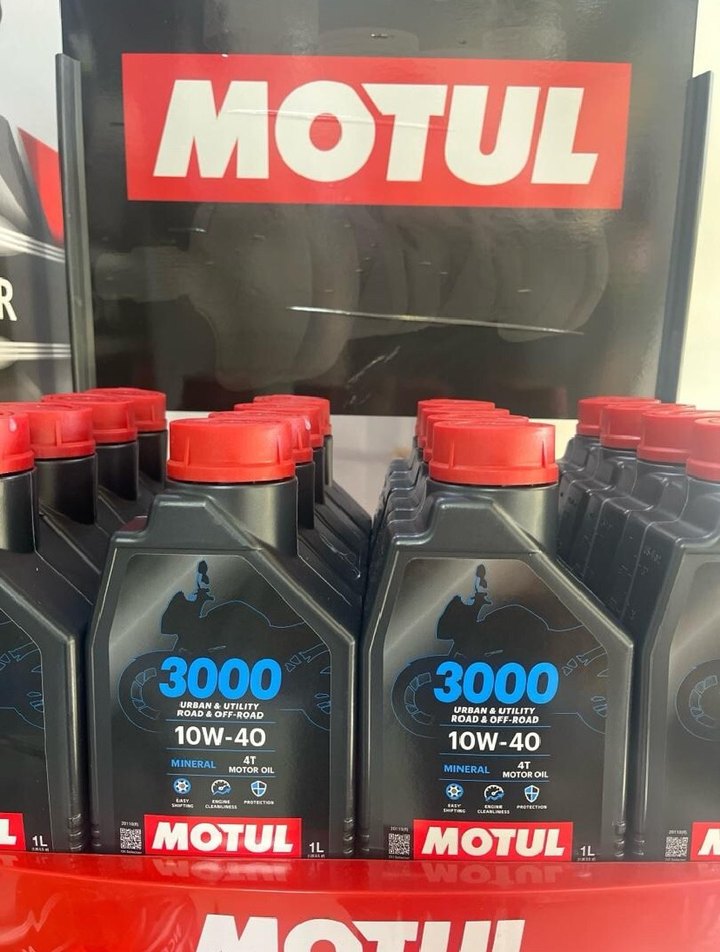 MOTUL
R
3000
URBAN & UTILITY
ROAD & OFF-ROAD
10W-40
MINERAL
4T
MOTOR OIL
EASY
SHIFTING
ENGINE
CLEANLINESS
PROTECTION
MOTUL
1L
3000
URBAN & UTILITY
ROAD & OFF-ROAD
10W-40
MINERAL
4T
MOTOR OIL
EASY
SHIFTING
ENGINE
CLEANLINESS
PROTECTION
MOTUL
1L
L
1L
M
MOTUL